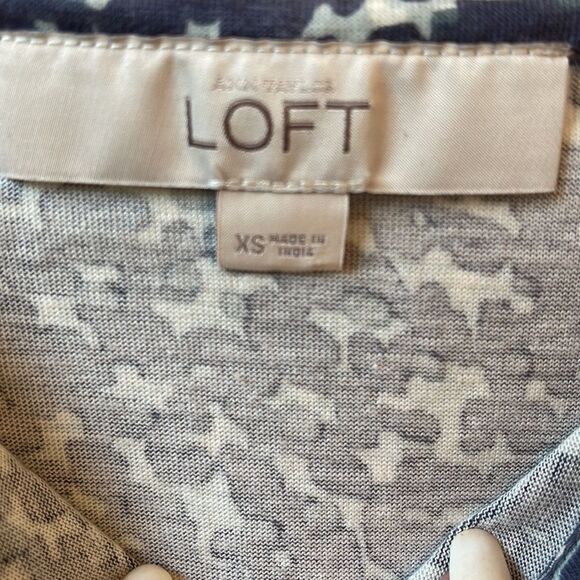 ANN TAYLOR
LOFT
XS MADE IN
INDIA